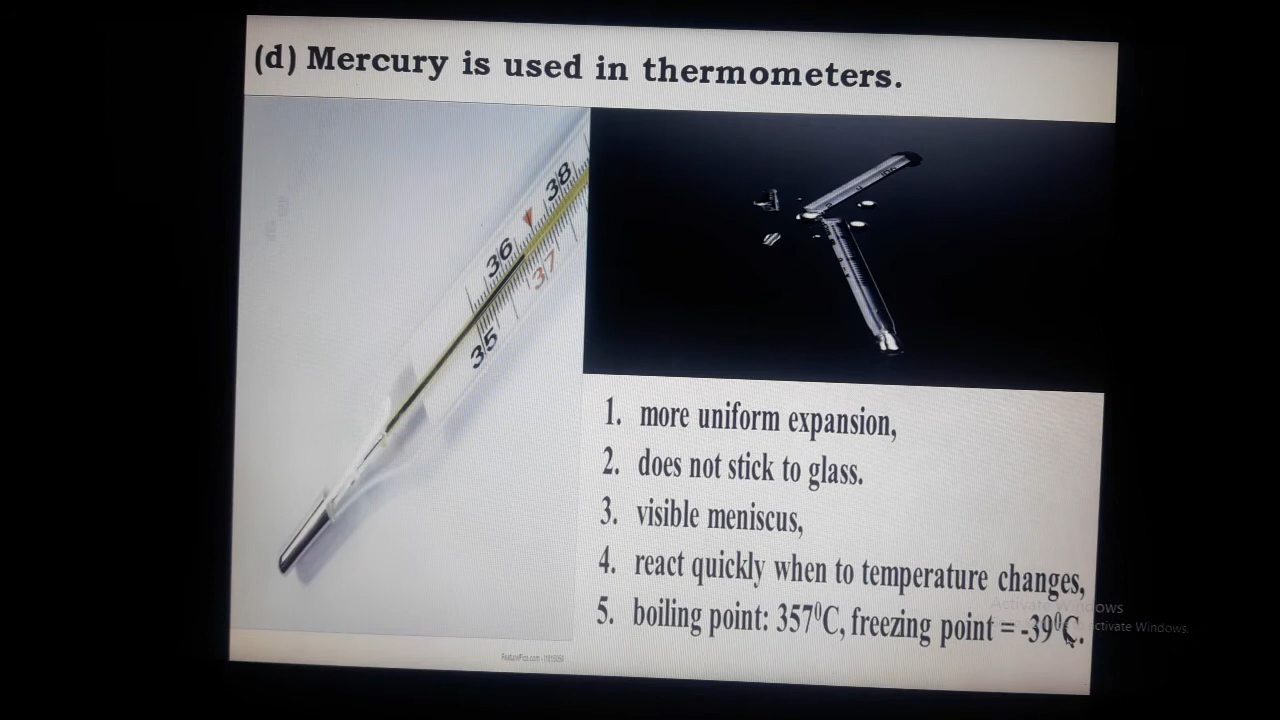 (d) Mercury is used in thermometers.
38
36
37
35
1. more uniform expansion,
2. does not stick to glass.
3. visible meniscus,
4. react quickly when to temperature changes,
5. boiling point: 357⁰C, freezing point = -39⁰C.
Activate Windows
ctivate Windows.